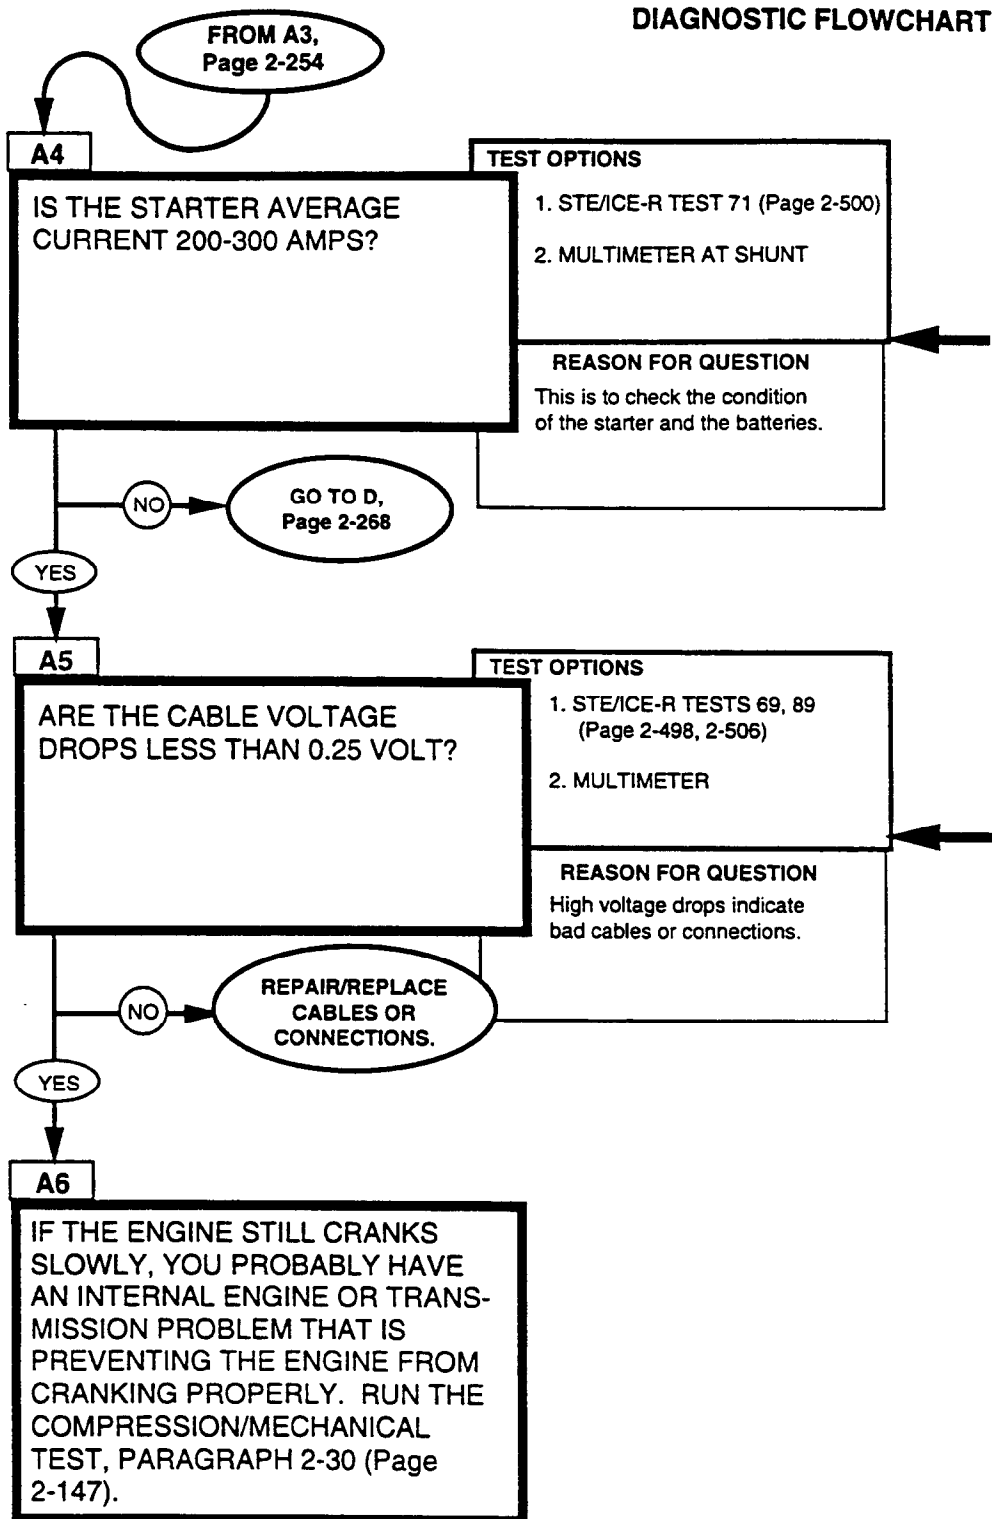 DIAGNOSTIC FLOWCHART
FROM A3,
Page 2-254
A4
IS THE STARTER AVERAGE
CURRENT 200-300 AMPS?
TEST OPTIONS
1. STE/ICE-R TEST 71 (Page 2-500)
2. MULTIMETER AT SHUNT
REASON FOR QUESTION
This is to check the condition
of the starter and the batteries.
NO
GO TO D,
Page 2-268
YES
A5
ARE THE CABLE VOLTAGE
DROPS LESS THAN 0.25 VOLT?
TEST OPTIONS
1. STE/ICE-R TESTS 69, 89
(Page 2-498, 2-506)
2. MULTIMETER
REASON FOR QUESTION
High voltage drops indicate
bad cables or connections.
NO
REPAIR/REPLACE
CABLES OR
CONNECTIONS.
YES
A6
IF THE ENGINE STILL CRANKS
SLOWLY, YOU PROBABLY HAVE
AN INTERNAL ENGINE OR TRANS-
MISSION PROBLEM THAT IS
PREVENTING THE ENGINE FROM
CRANKING PROPERLY. RUN THE
COMPRESSION/MECHANICAL
TEST, PARAGRAPH 2-30 (Page
2-147).